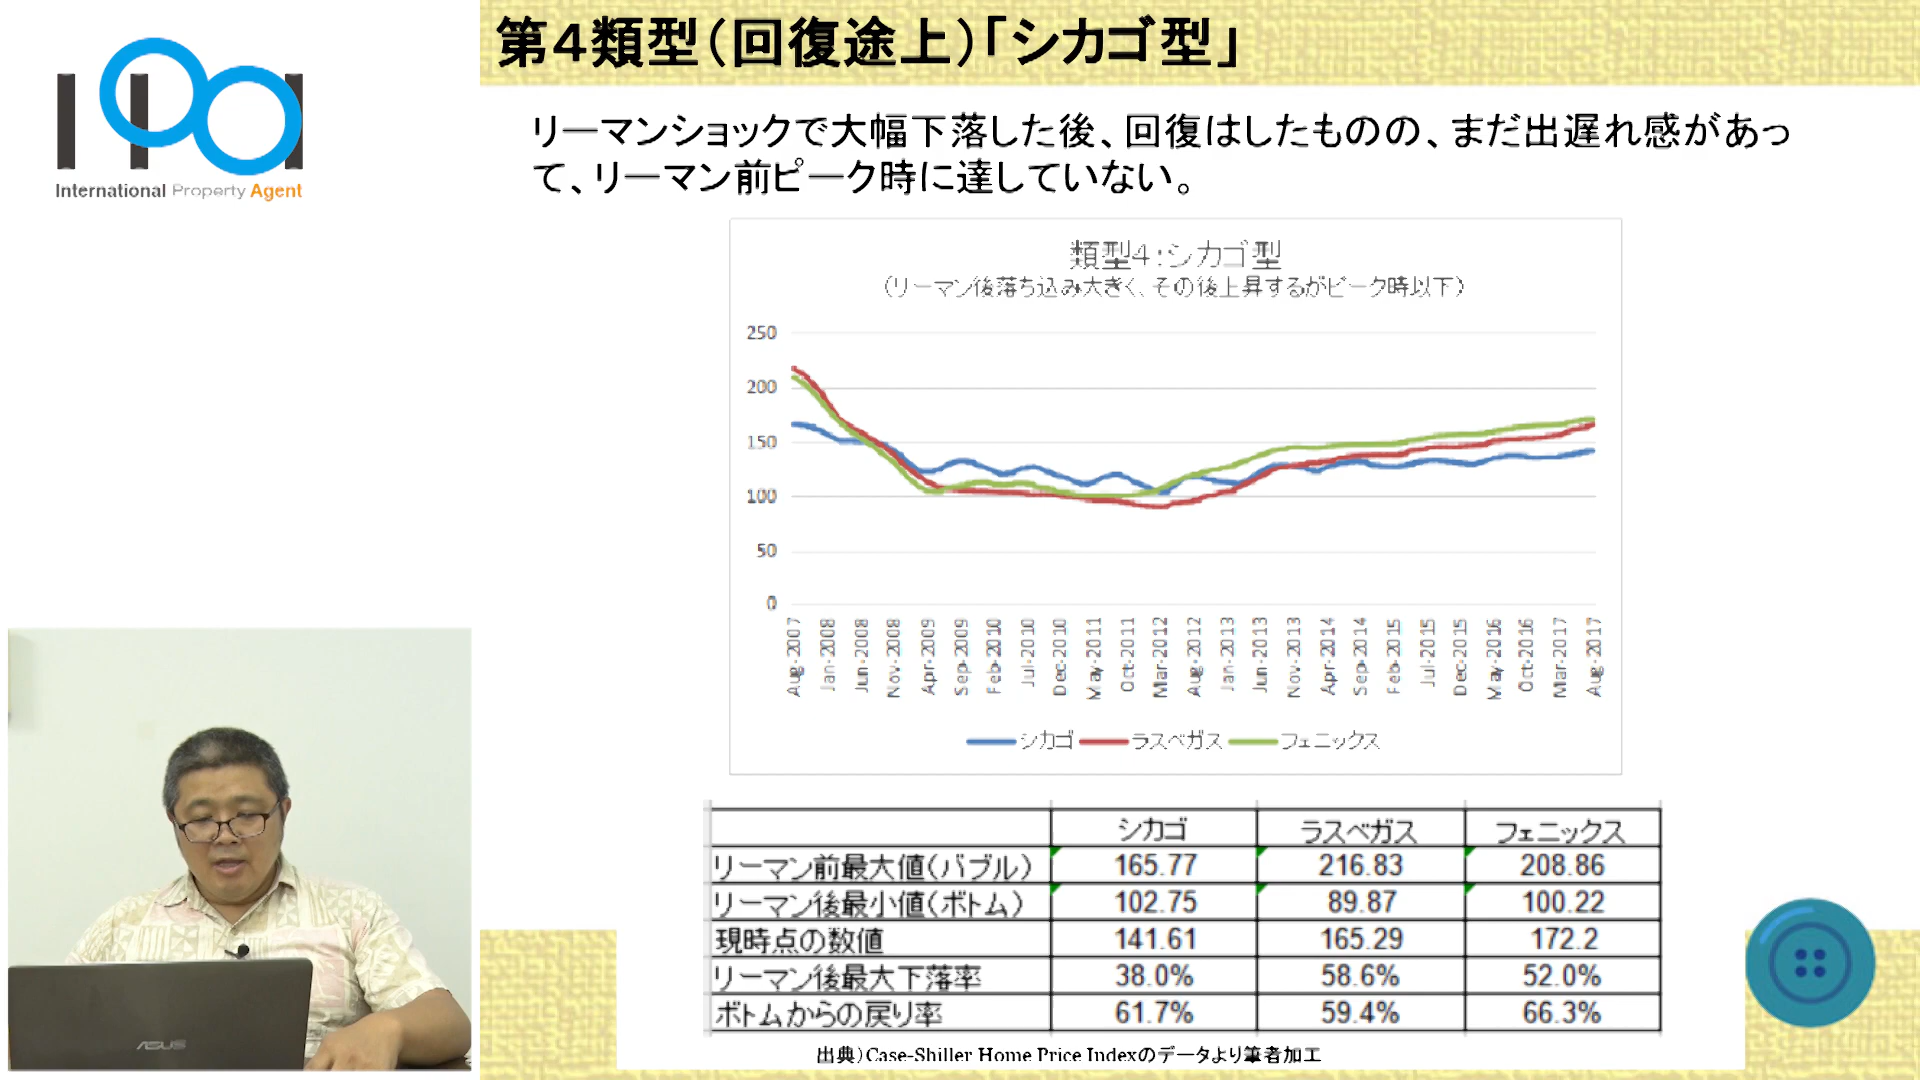 International Property Agent
第４類型（回復途上）「シカゴ型」
リーマンショックで大幅下落した後、回復はしたものの、まだ出遅れ感があっ
て、リーマン前ピーク時に達していない。
類型4：シカゴ型
（リーマン後落ち込み大きく、その後上昇するがピーク時以下）
250
200
150
100
50
0
Aug-2007 Jan-2008 Jun-2008 Nov-2008 Apr-2009 Sep-2009 Feb-2010 Jul-2010 Dec-2010 May-2011 Oct-2011 Mar-2012 Aug-2012 Jan-2013 Jun-2013 Nov-2013 Apr-2014 Sep-2014 Feb-2015 Jul-2015 Dec-2015 May-2016 Oct-2016 Mar-2017 Aug-2017
シカゴ ラスベガス フェニックス
シカゴ ラスベガス フェニックス
リーマン前最大値（バブル） 165.77 216.83 208.86
リーマン後最小値（ボトム） 102.75 89.87 100.22
現時点の数値 141.61 165.29 172.2
リーマン後最大下落率 38.0% 58.6% 52.0%
ボトムからの戻り率 61.7% 59.4% 66.3%
出典）Case-Shiller Home Price Indexのデータより筆者加工
ASUS